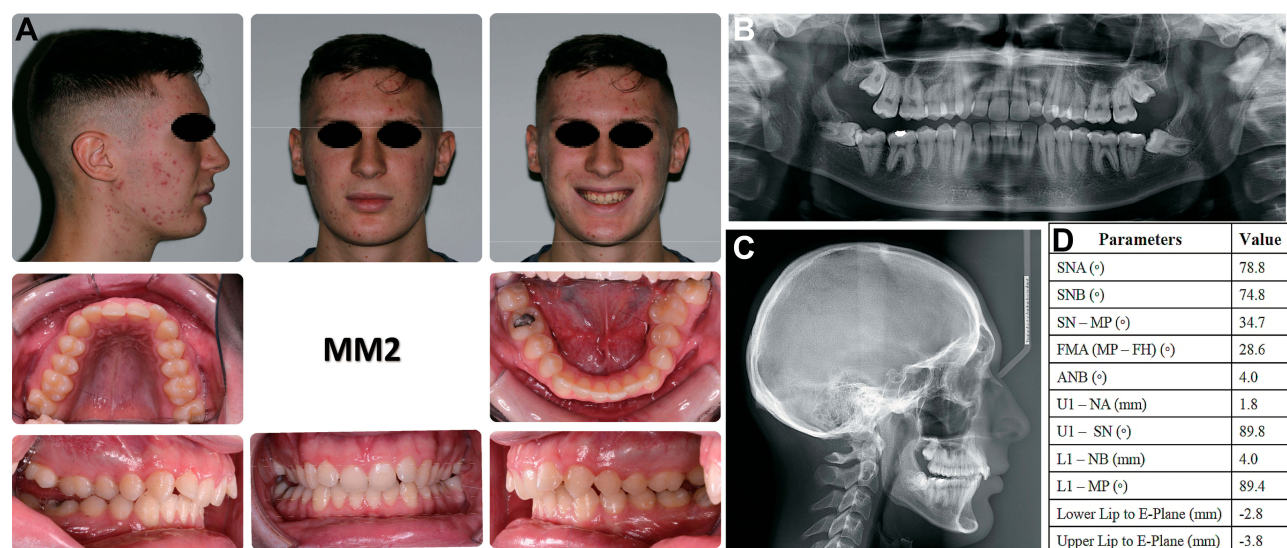 A
B
MM2
C
D
Parameters Value
SNA (°) 78.8
SNB (°) 74.8
SN – MP (°) 34.7
FMA (MP – FH) (°) 28.6
ANB (°) 4.0
U1 – NA (mm) 1.8
U1 – SN (°) 89.8
L1 – NB (mm) 4.0
L1 – MP (°) 89.4
Lower Lip to E-Plane (mm) -2.8
Upper Lip to E-Plane (mm) -3.8